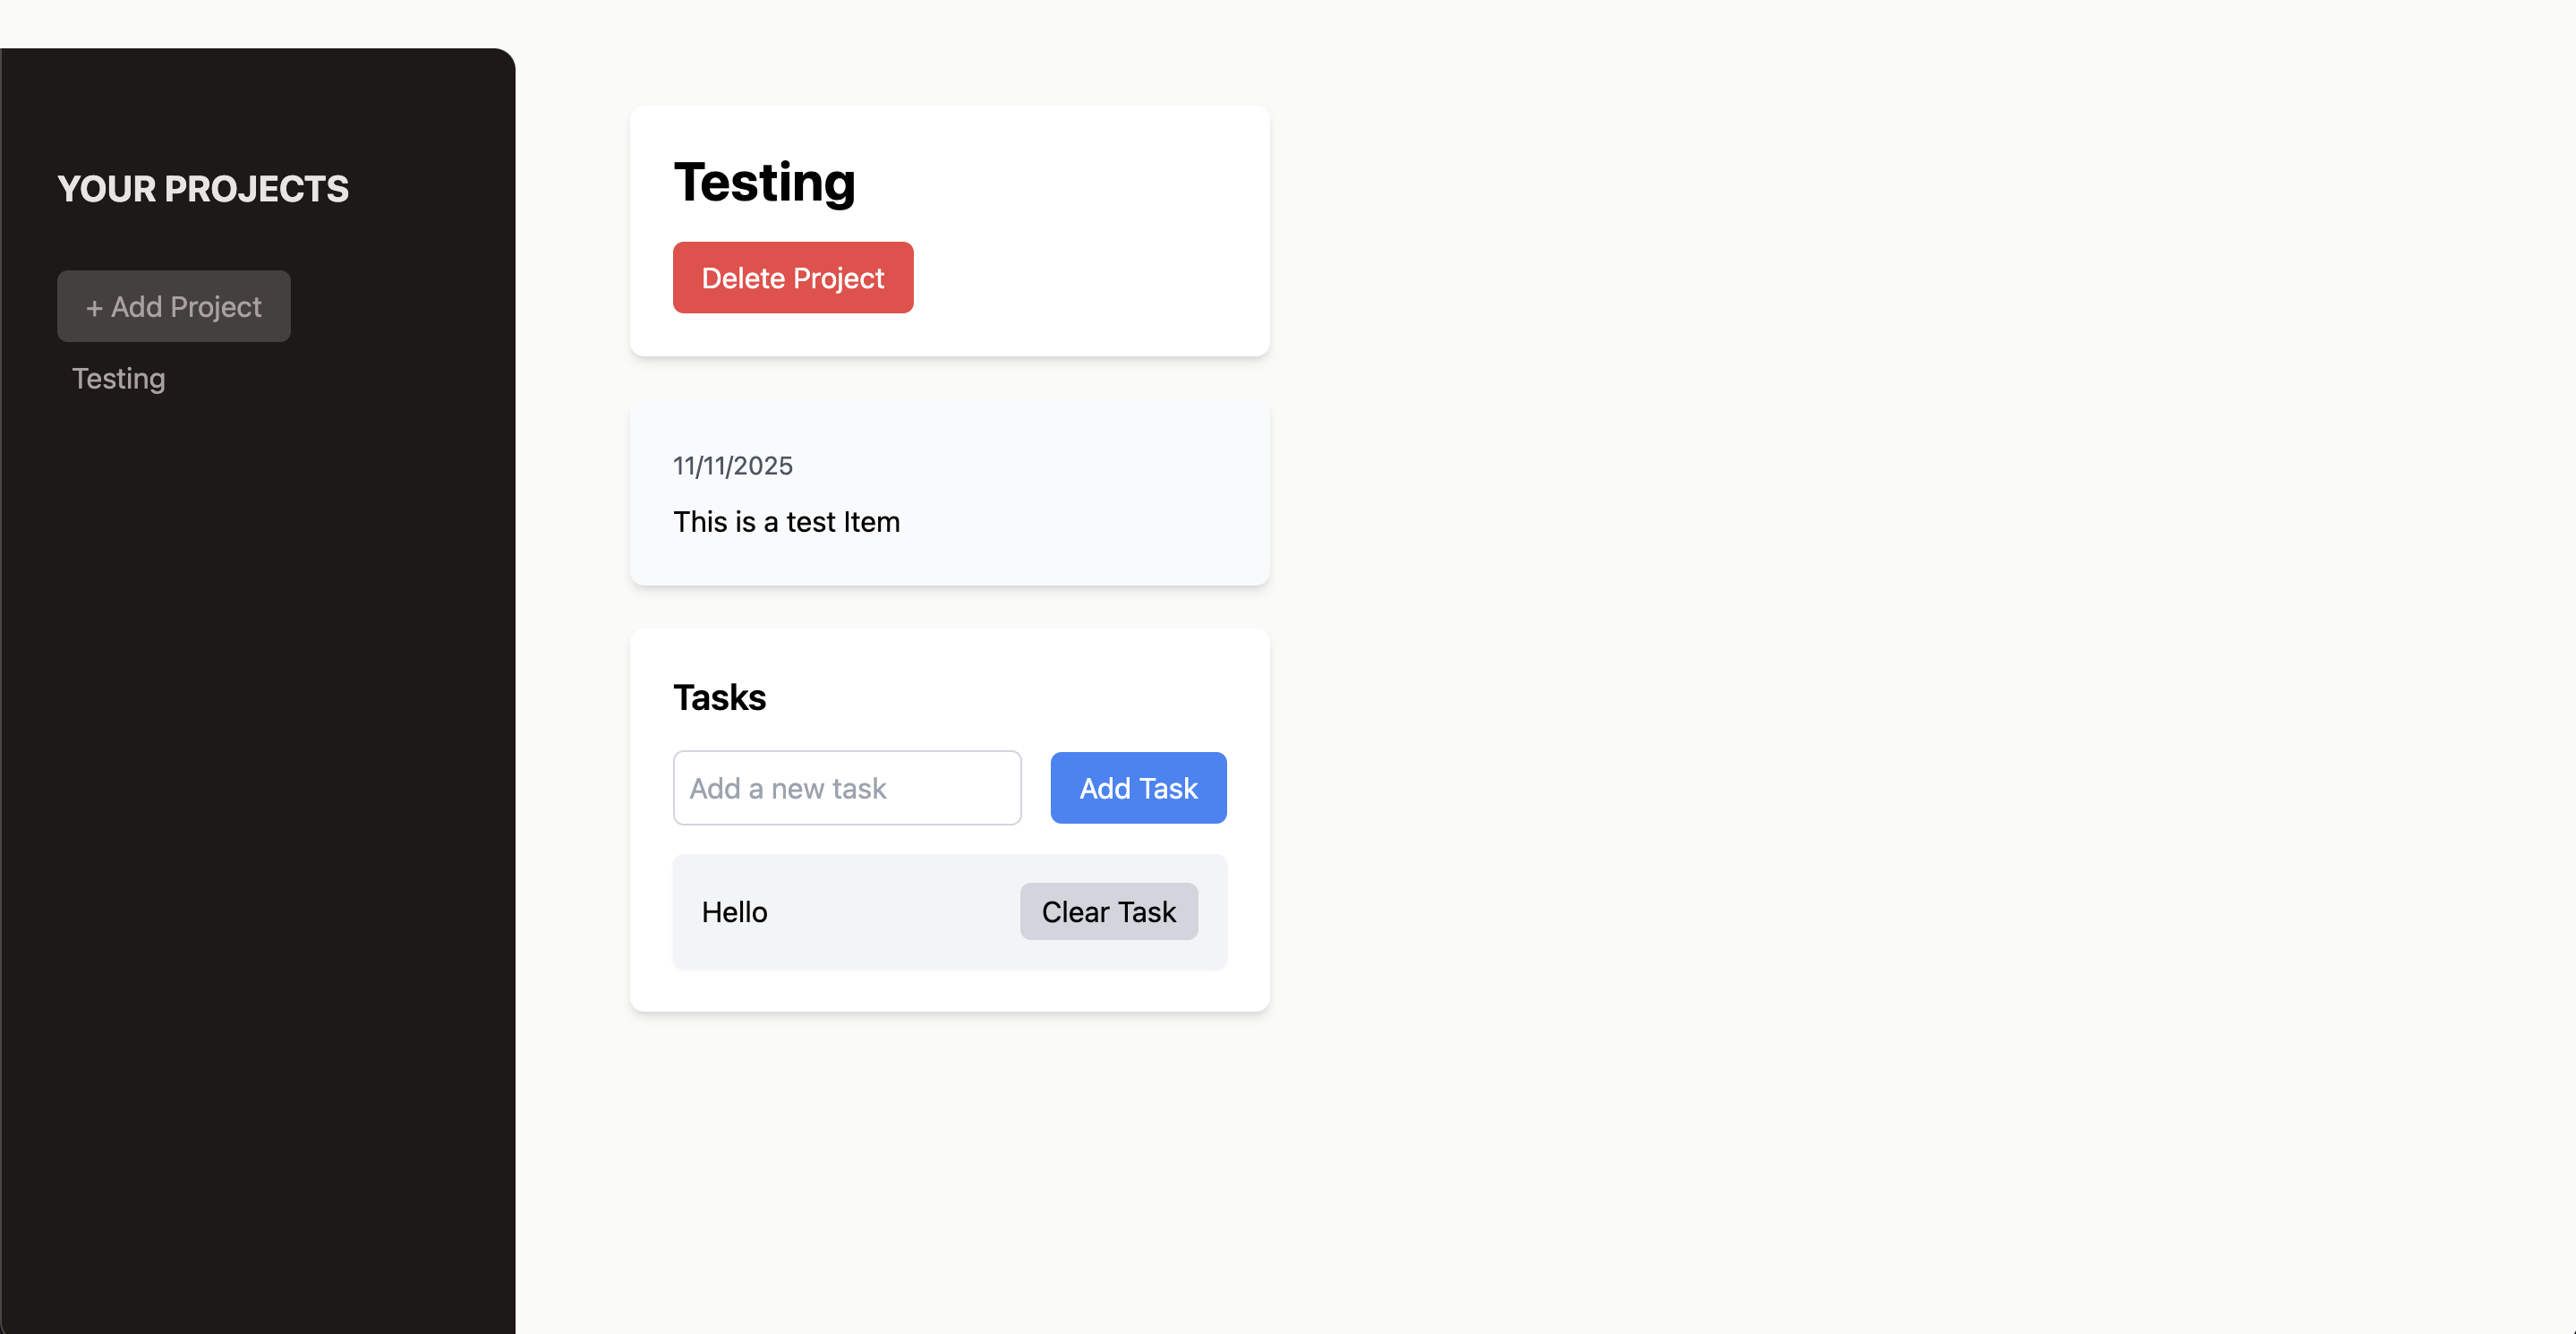 YOUR PROJECTS
+ Add Project
Testing
Testing
Delete Project
11/11/2025
This is a test Item
Tasks
Add a new task
Add Task
Hello
Clear Task